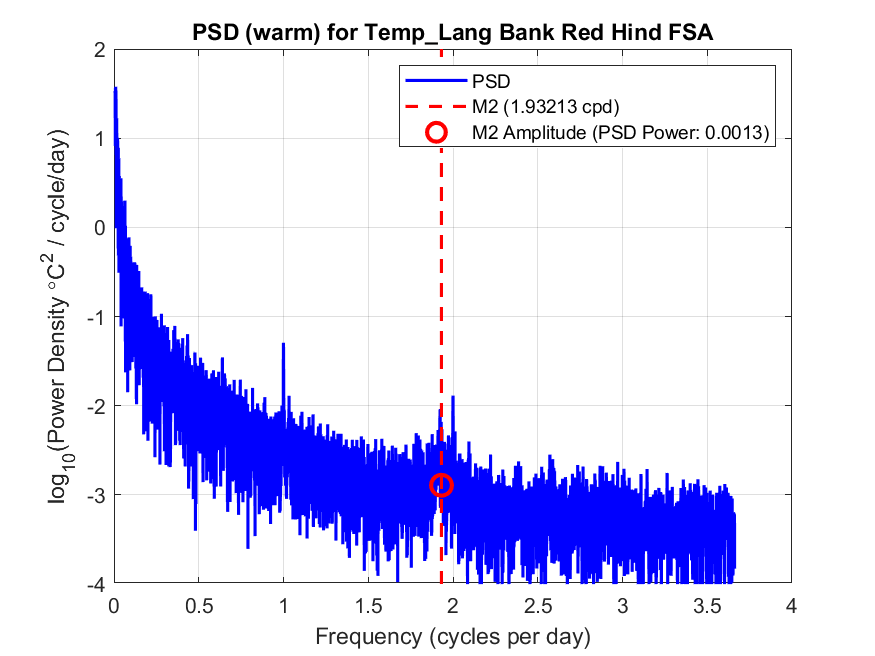 PSD (warm) for Temp_Lang Bank Red Hind FSA
PSD
M2 (1.93213 cpd)
M2 Amplitude (PSD Power: 0.0013)
log10(Power Density °C2 / cycle/day)
2
1
0
-1
-2
-3
-4
0
0.5
1
1.5
2
2.5
3
3.5
4
Frequency (cycles per day)